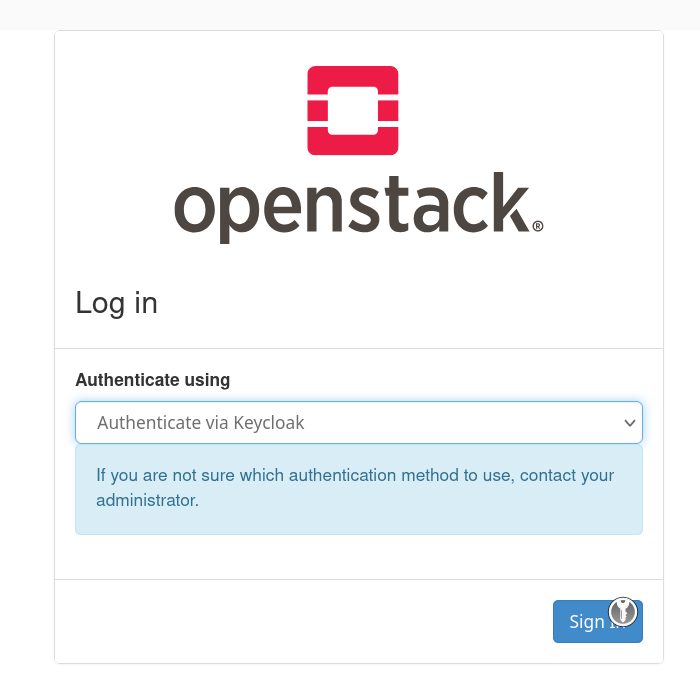 openstack®
Log in
Authenticate using
Authenticate via Keycloak
If you are not sure which authentication method to use, contact your
administrator.
Sign